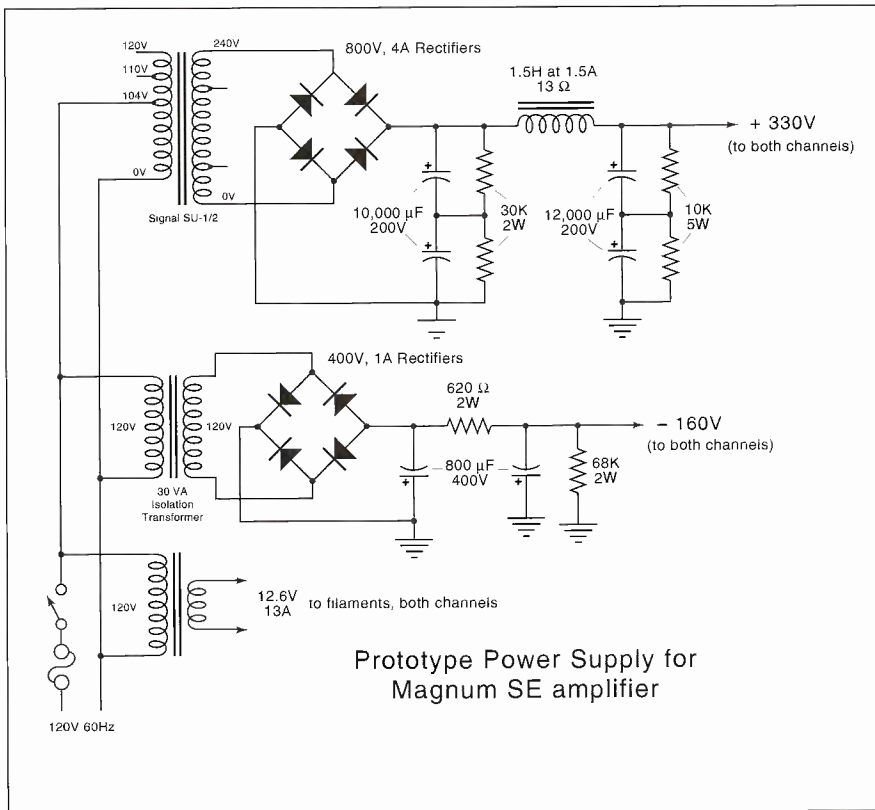 120V
110V
104V
0V
240V
0V
Signal SU-1/2
800V, 4A Rectifiers
1.5H at 1.5A
13 Ω
+ 330V
(to both channels)
10,000 µF
200V
30K
2W
12,000 µF
200V
10K
5W
400V, 1A Rectifiers
120V
120V
30 VA
Isolation
Transformer
620 Ω
2W
− 160V
(to both channels)
800 µF
400V
68K
2W
120V
12.6V
13A
to filaments, both channels
Prototype Power Supply for
Magnum SE amplifier
120V 60Hz